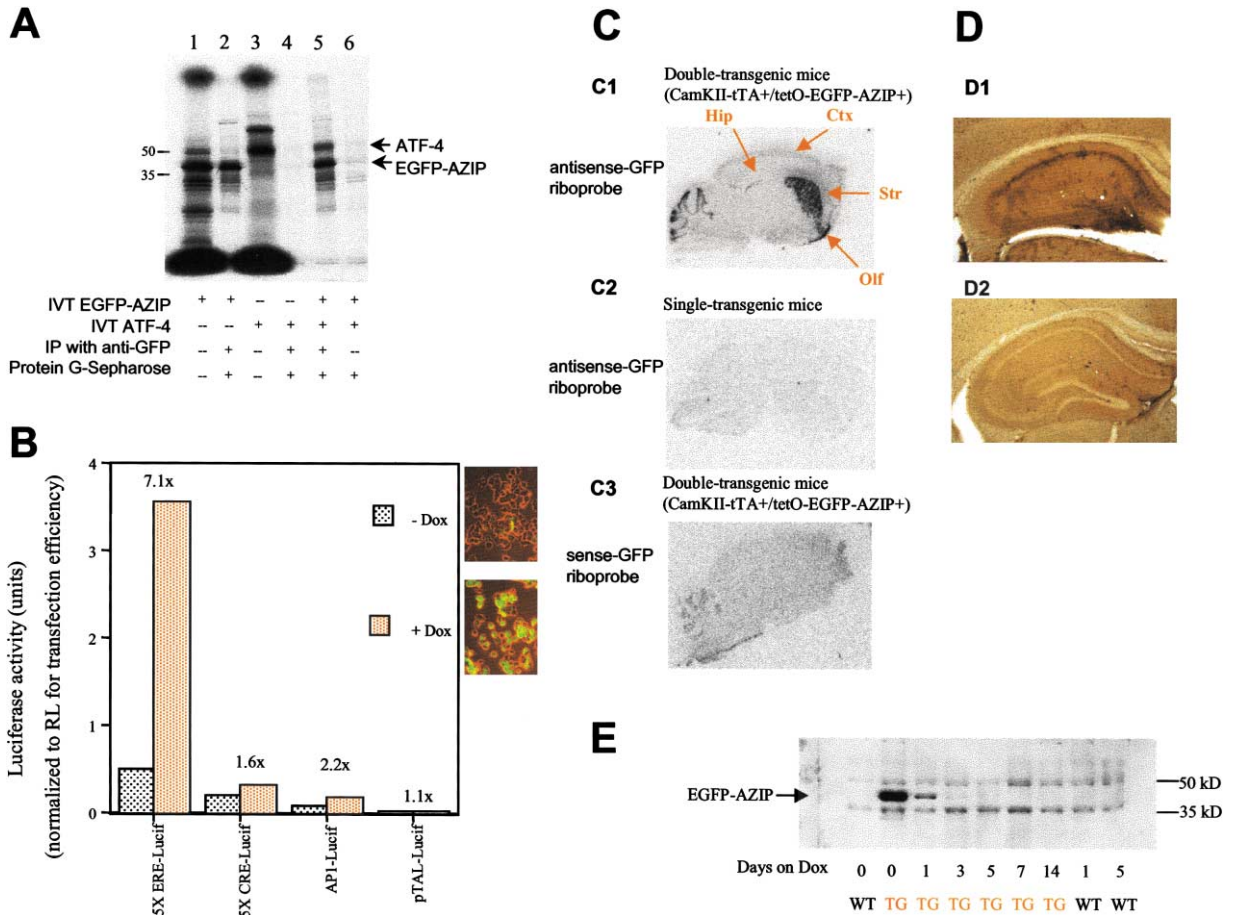 A
1 2 3 4 5 6
50
35
ATF-4
EGFP-AZIP
IVT EGFP-AZIP + + -- -- + +
IVT ATF-4 -- -- + + + +
IP with anti-GFP -- + -- + + --
Protein G-Sepharose -- + -- + + +
B
Luciferase activity (units)
(normalized to RL for transfection efficiency)
4
3
2
1
0
7.1x
1.6x
2.2x
1.1x
- Dox
+ Dox
5X ERE-Lucif
5X CRE-Lucif
AP1-Lucif
pTAL-Lucif
C
C1
Double-transgenic mice
(CamKII-tTA+/tetO-EGFP-AZIP+)
antisense-GFP
riboprobe
Hip
Ctx
Str
Olf
C2
Single-transgenic mice
antisense-GFP
riboprobe
C3
Double-transgenic mice
(CamKII-tTA+/tetO-EGFP-AZIP+)
sense-GFP
riboprobe
D
D1
D2
E
EGFP-AZIP
50 kD
35 kD
Days on Dox 0 0 1 3 5 7 14 1 5
WT TG TG TG TG TG TG WT WT